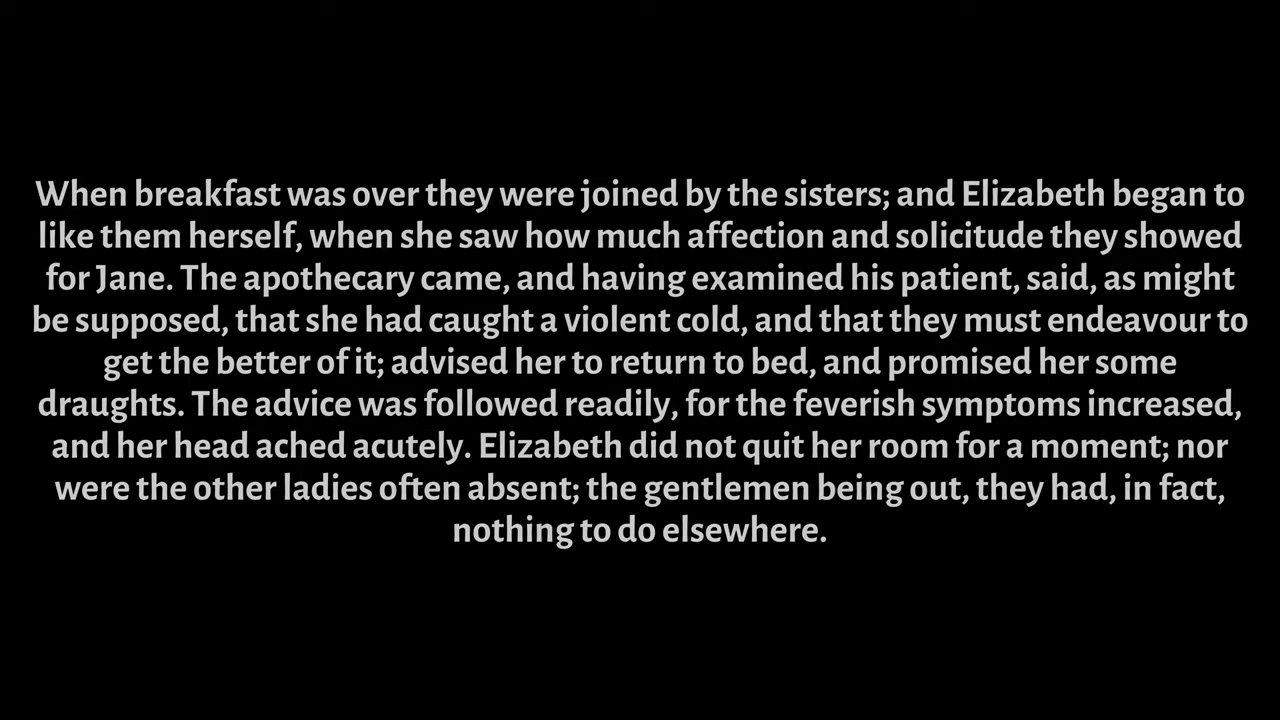 When breakfast was over they were joined by the sisters; and Elizabeth began to
like them herself, when she saw how much affection and solicitude they showed
for Jane. The apothecary came, and having examined his patient, said, as might
be supposed, that she had caught a violent cold, and that they must endeavour to
get the better of it; advised her to return to bed, and promised her some
draughts. The advice was followed readily, for the feverish symptoms increased,
and her head ached acutely. Elizabeth did not quit her room for a moment; nor
were the other ladies often absent; the gentlemen being out, they had, in fact,
nothing to do elsewhere.